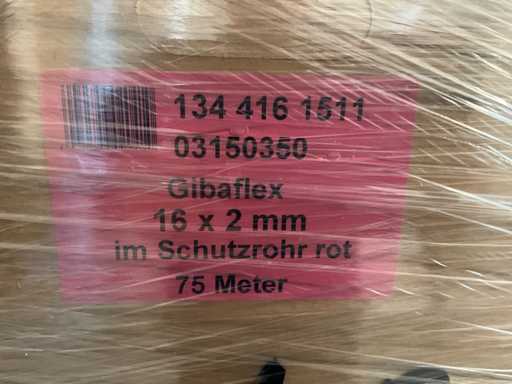 134 416 1511
03150350
Gibaflex
16 x 2 mm
im Schutzrohr rot
75 Meter